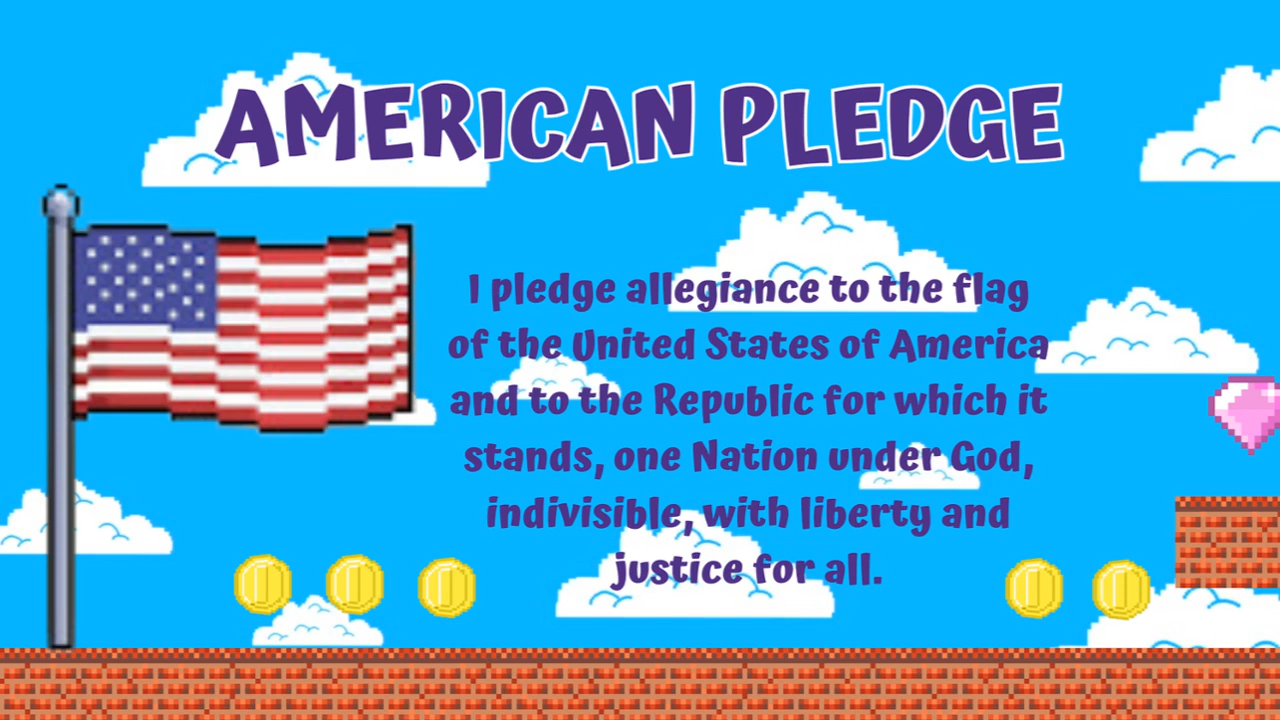 AMERICAN PLEDGE
I pledge allegiance to the flag
of the United States of America
and to the Republic for which it
stands, one Nation under God,
indivisible, with liberty and
justice for all.